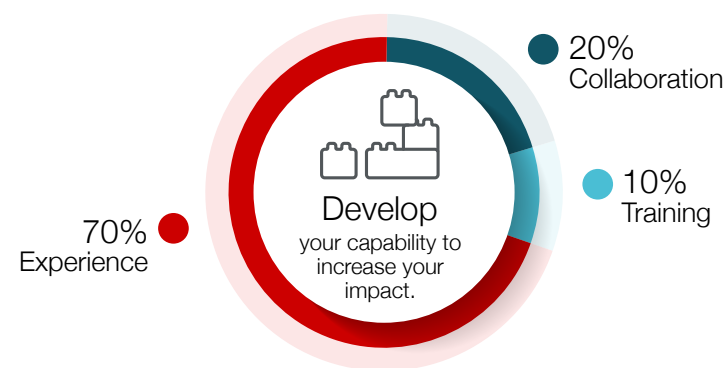 20%
Collaboration
10%
Training
70%
Experience
Develop
your capability to
increase your
impact.